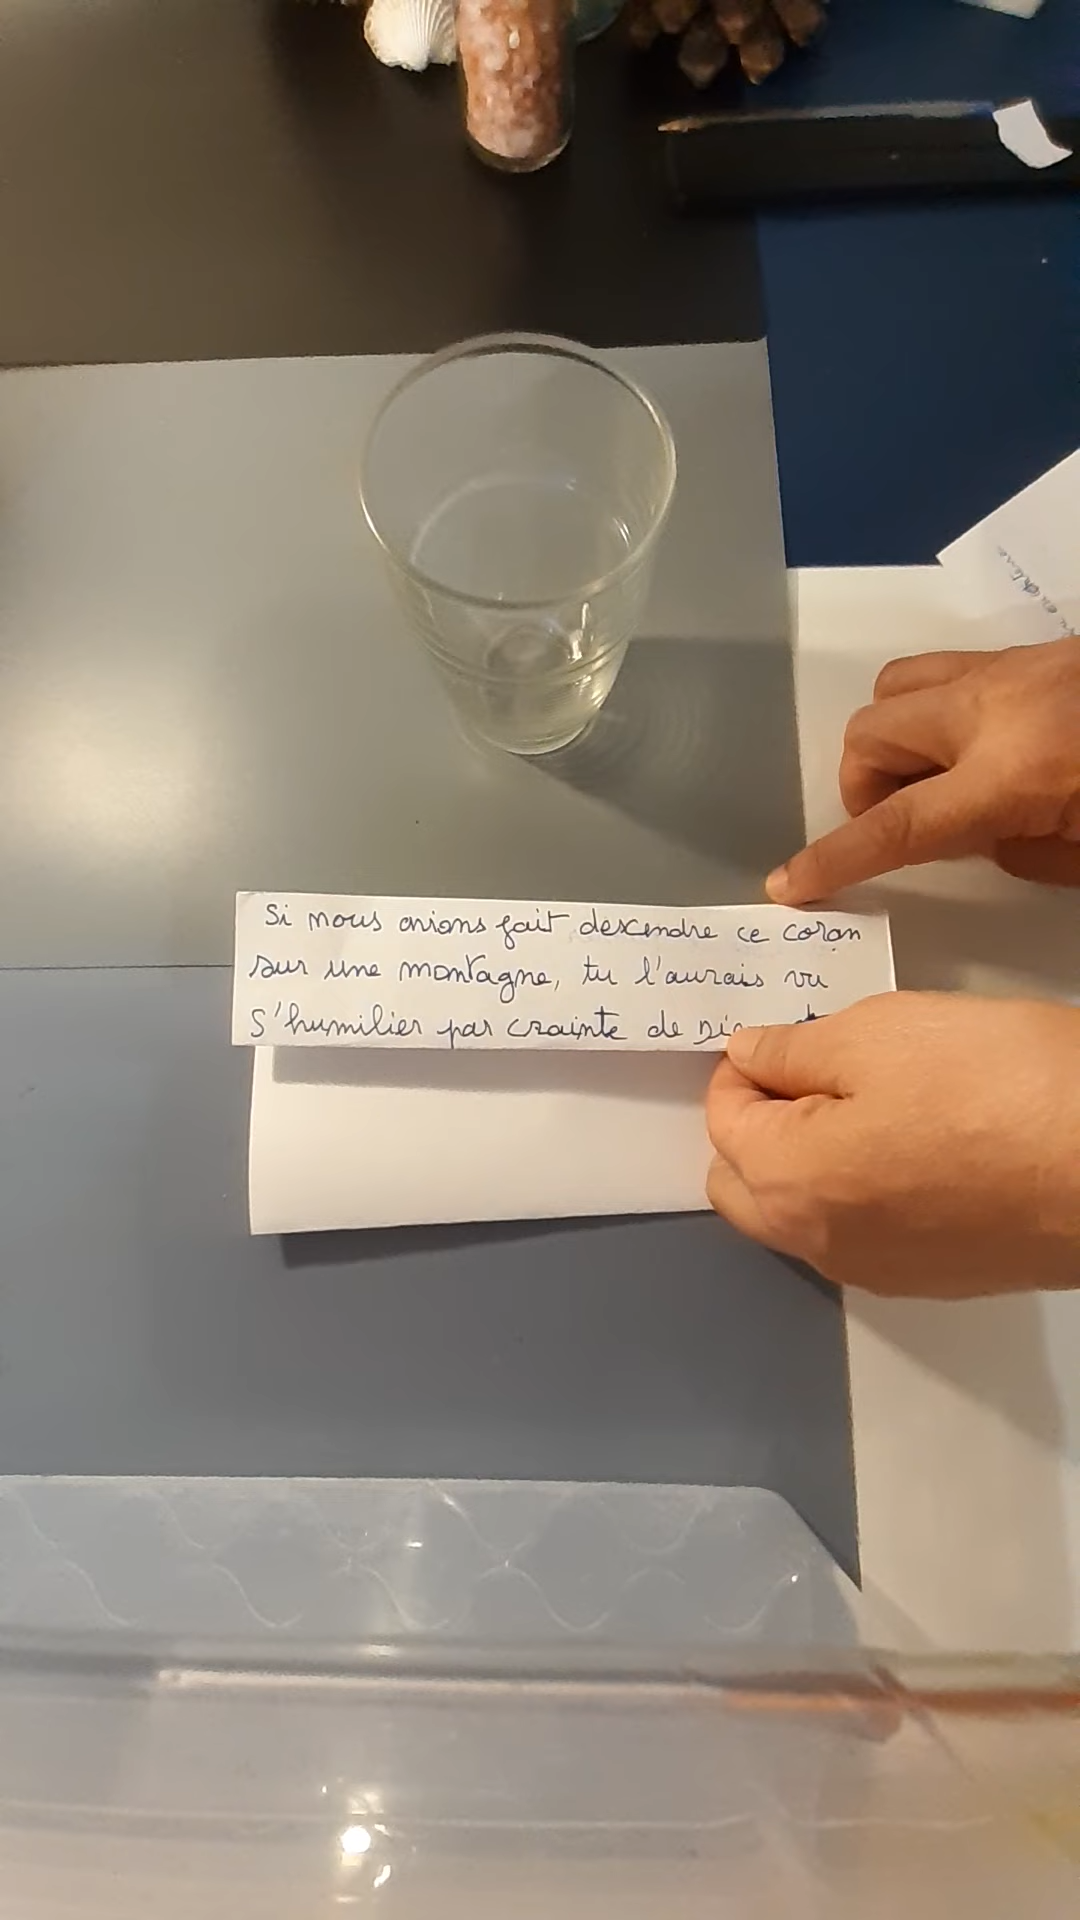 Si nous avions fait descendre ce coran
sur une montagne, tu l'aurais vu
s'humilier par crainte de